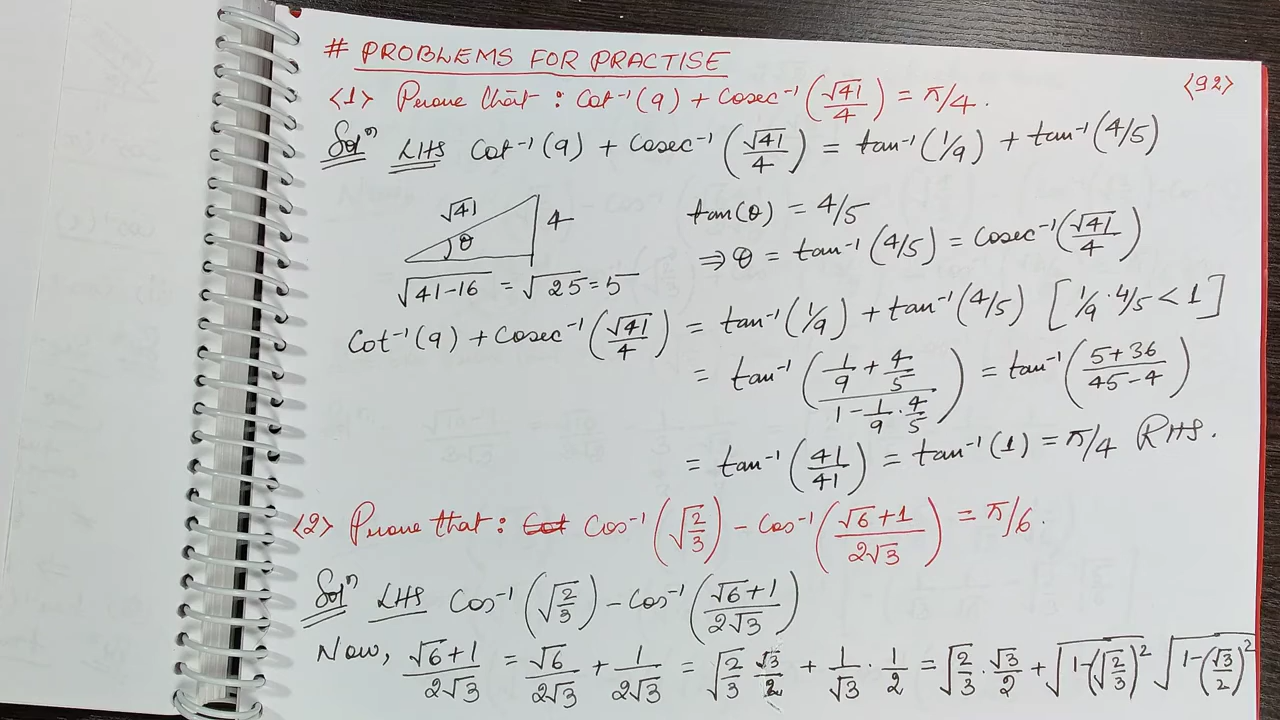 # PROBLEMS FOR PRACTISE
<92>
<1> Prove that : Cot⁻¹(9) + Cosec⁻¹(√41/4) = π/4.
Solⁿ LHS Cot⁻¹(9) + Cosec⁻¹(√41/4) = tan⁻¹(1/9) + tan⁻¹(4/5)
√41 4 θ
tan(θ) = 4/5
⇒ θ = tan⁻¹(4/5) = Cosec⁻¹(√41/4)
√41-16 = √25 = 5
Cot⁻¹(9) + Cosec⁻¹(√41/4) = tan⁻¹(1/9) + tan⁻¹(4/5) [1/9 · 4/5 < 1]
= tan⁻¹((1/9 + 4/5)/(1 - 1/9 · 4/5)) = tan⁻¹((5+36)/(45-4))
= tan⁻¹(41/41) = tan⁻¹(1) = π/4 RHS.
<2> Prove that : Cos⁻¹(√(2/3)) - Cos⁻¹((√6+1)/(2√3)) = π/6.
Solⁿ LHS Cos⁻¹(√(2/3)) - Cos⁻¹((√6+1)/(2√3))
Now, (√6+1)/(2√3) = √6/(2√3) + 1/(2√3) = √(2/3) √3/2 + 1/√3 · 1/2 = √(2/3) · √3/2 + √(1-(√(2/3))²) √(1-(√3/2)²)